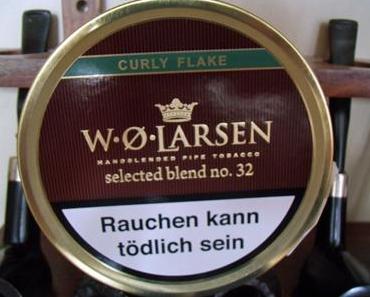 CURLY FLAKE
W·Ø·LARSEN
HANDBLENDED PIPE TOBACCO
selected blend no. 32
Rauchen kann
tödlich sein